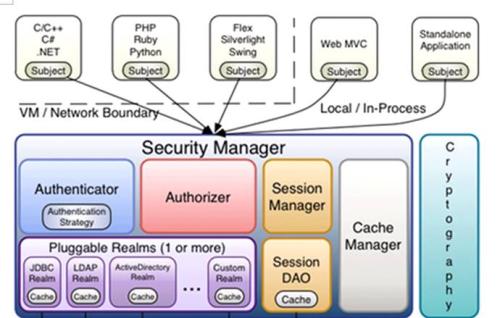 C/C++
C#
.NET
Subject
PHP
Ruby
Python
Subject
Flex
Silverlight
Swing
Subject
Web MVC
Subject
Standalone
Application
Subject
VM / Network Boundary
Local / In-Process
Security Manager
Authenticator
Authentication
Strategy
Authorizer
Session
Manager
Cache
Manager
Pluggable Realms (1 or more)
JDBC
Realm
Cache
LDAP
Realm
Cache
ActiveDirectory
Realm
Cache
...
Custom
Realm
Cache
Session
DAO
Cache
Cryptography